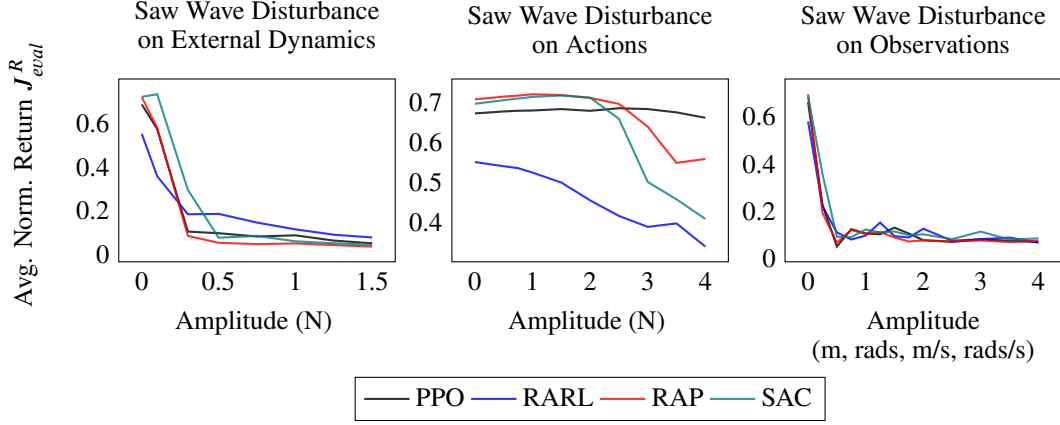 Saw Wave Disturbance
on External Dynamics
Saw Wave Disturbance
on Actions
Saw Wave Disturbance
on Observations
Avg. Norm. Return J^R_eval
0.6
0.4
0.2
0
0 0.5 1 1.5
Amplitude (N)
0.7
0.6
0.5
0.4
0 1 2 3 4
Amplitude (N)
0.6
0.4
0.2
0
0 1 2 3 4
Amplitude
(m, rads, m/s, rads/s)
PPO RARL RAP SAC